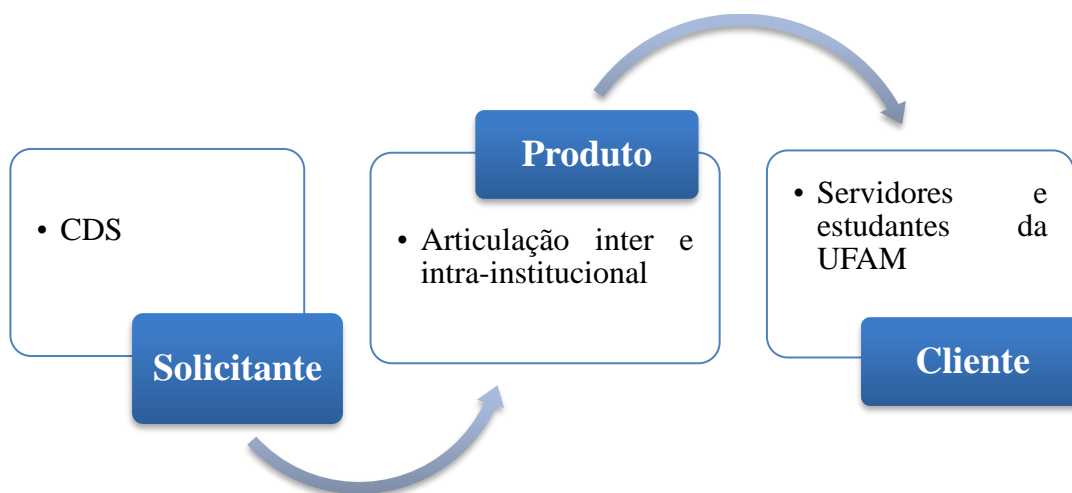 • CDS
Solicitante
Produto
• Articulação inter e
intra-institucional
• Servidores e
estudantes da
UFAM
Cliente